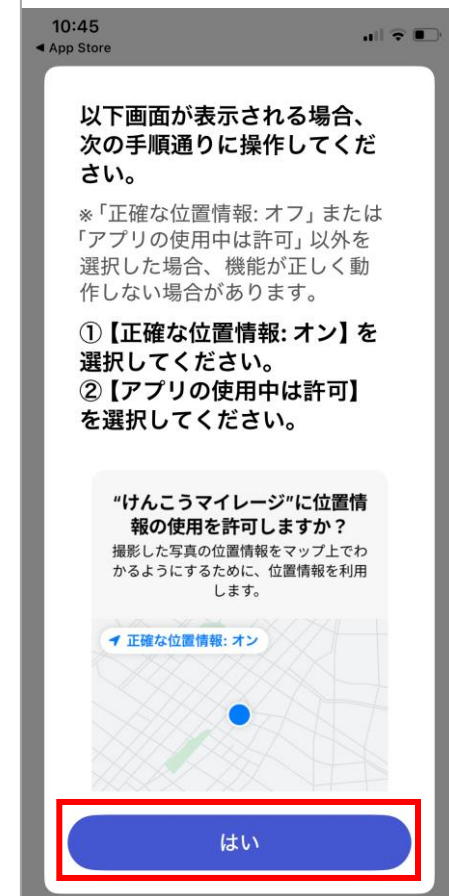 10:45
◀ App Store
以下画面が表示される場合、
次の手順通りに操作してくだ
さい。
※「正確な位置情報: オフ」または
「アプリの使用中は許可」以外を
選択した場合、機能が正しく動
作しない場合があります。
①【正確な位置情報: オン】を
選択してください。
②【アプリの使用中は許可】
を選択してください。
“けんこうマイレージ”に位置情
報の使用を許可しますか？
撮影した写真の位置情報をマップ上でわ
かるようにするために、位置情報を利用
します。
正確な位置情報: オン
はい